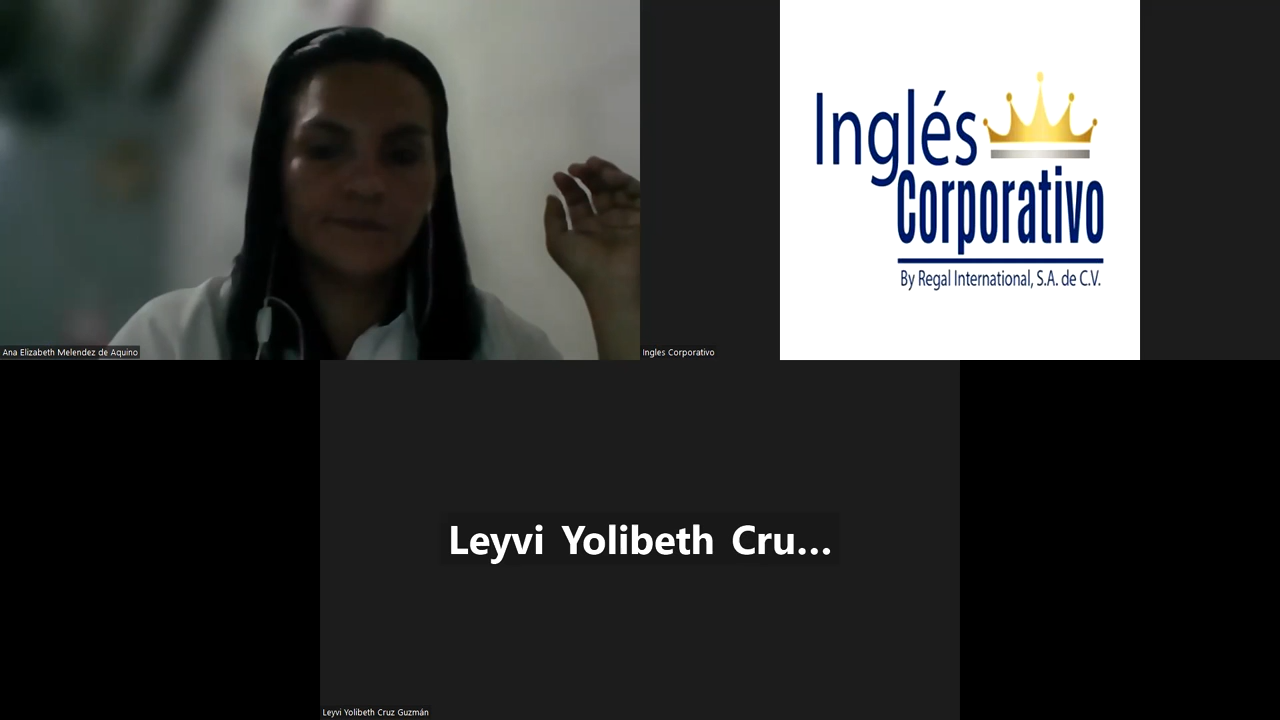 Inglés
Corporativo
By Regal International, S.A. de C.V.
Ana Elizabeth Melendez de Aquino
Ingles Corporativo
Leyvi Yolibeth Cru...
Leyvi Yolibeth Cruz Guzmán